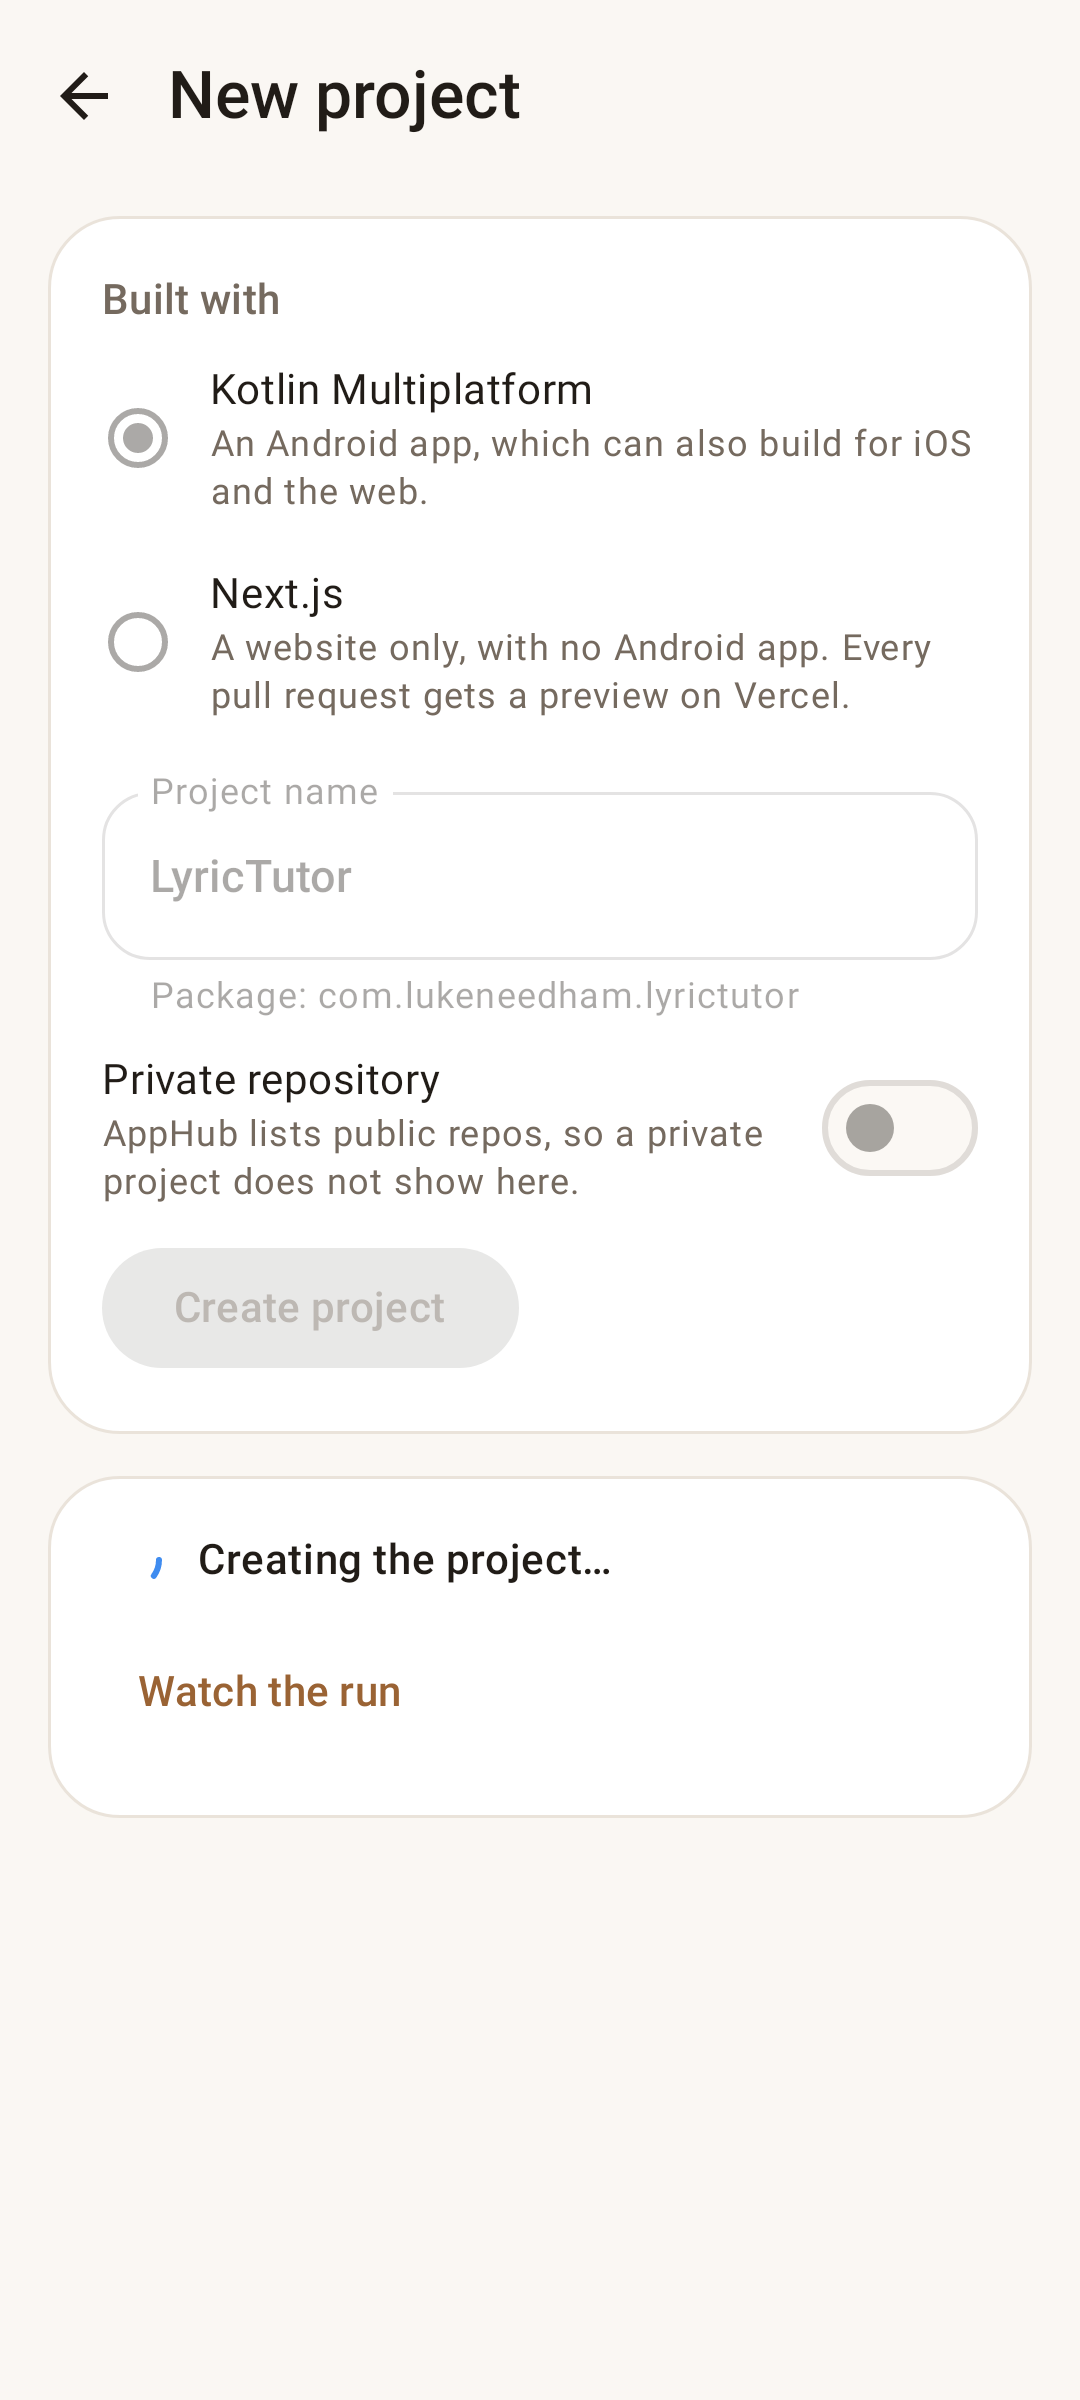 New project
Built with
Kotlin Multiplatform
An Android app, which can also build for iOS
and the web.
Next.js
A website only, with no Android app. Every
pull request gets a preview on Vercel.
Project name
LyricTutor
Package: com.lukeneedham.lyrictutor
Private repository
AppHub lists public repos, so a private
project does not show here.
Create project
Creating the project…
Watch the run